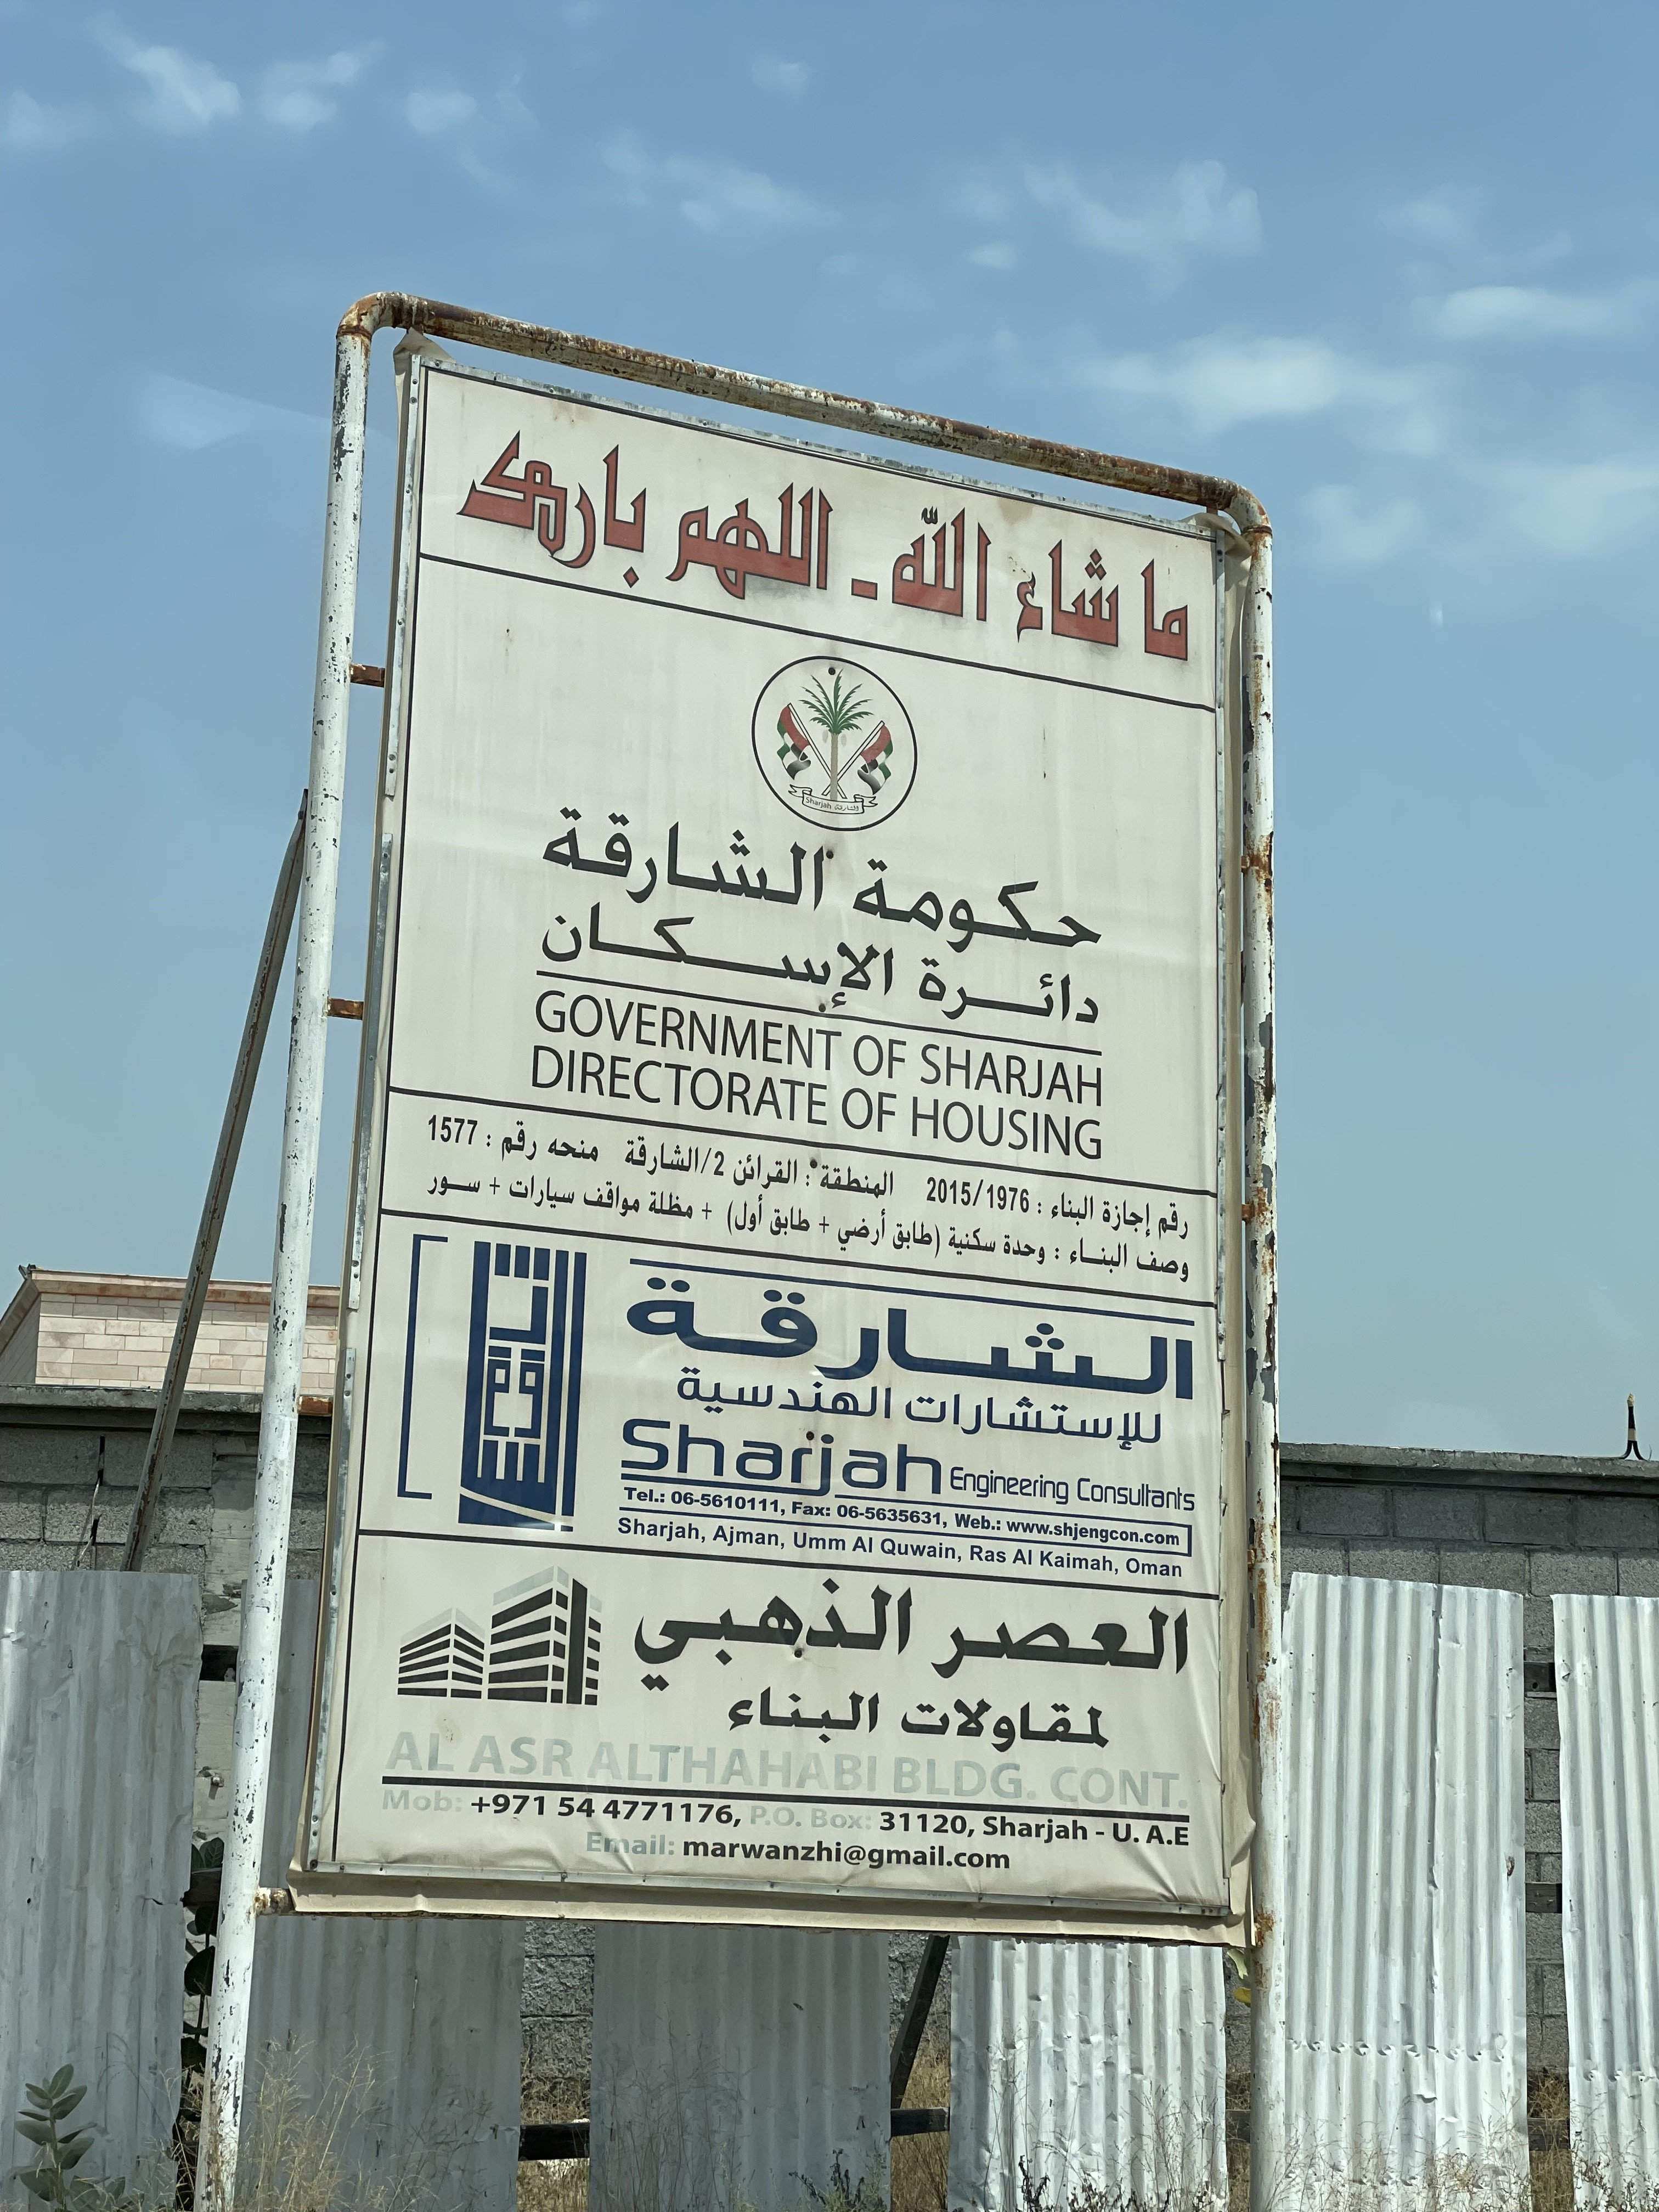 ما شاء الله - اللهم بارك
Sharjah الشارقة
حكومة الشارقة
دائرة الإسكان
GOVERNMENT OF SHARJAH
DIRECTORATE OF HOUSING
رقم إجازة البناء : 2015/1976 المنطقة : القرائن 2/الشارقة منحه رقم : 1577
وصف البناء : وحدة سكنية (طابق أرضي + طابق أول) + مظلة مواقف سيارات + سور
الشارقة
للإستشارات الهندسية
Sharjah Engineering Consultants
Tel.: 06-5610111, Fax: 06-5635631, Web.: www.shjengcon.com
Sharjah, Ajman, Umm Al Quwain, Ras Al Kaimah, Oman
العصر الذهبي
لمقاولات البناء
AL ASR ALTHAHABI BLDG. CONT.
Mob: +971 54 4771176, P.O. Box: 31120, Sharjah - U. A.E
Email: marwanzhi@gmail.com